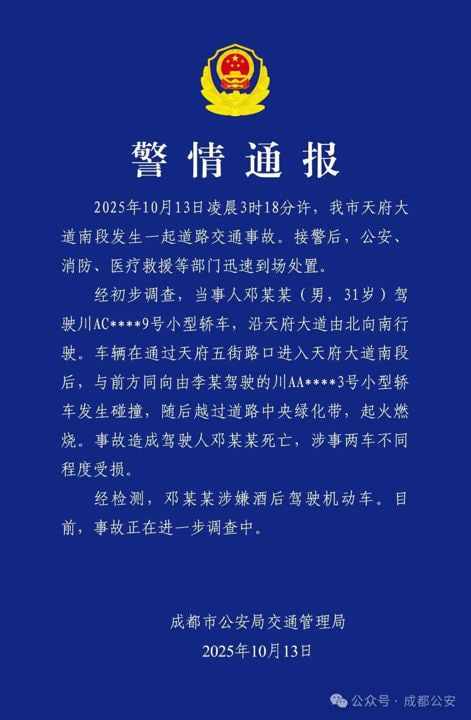 警情通报
2025年10月13日凌晨3时18分许，我市天府大
道南段发生一起道路交通事故。接警后，公安、
消防、医疗救援等部门迅速到场处置。
经初步调查，当事人邓某某（男，31岁）驾
驶川AC****9号小型轿车，沿天府大道由北向南行
驶。车辆在通过天府五街路口进入天府大道南段
后，与前方同向由李某驾驶的川AA****3号小型轿
车发生碰撞，随后越过道路中央绿化带，起火燃
烧。事故造成驾驶人邓某某死亡，涉事两车不同
程度受损。
经检测，邓某某涉嫌酒后驾驶机动车。目
前，事故正在进一步调查中。
成都市公安局交通管理局
2025年10月13日
公众号·成都公安